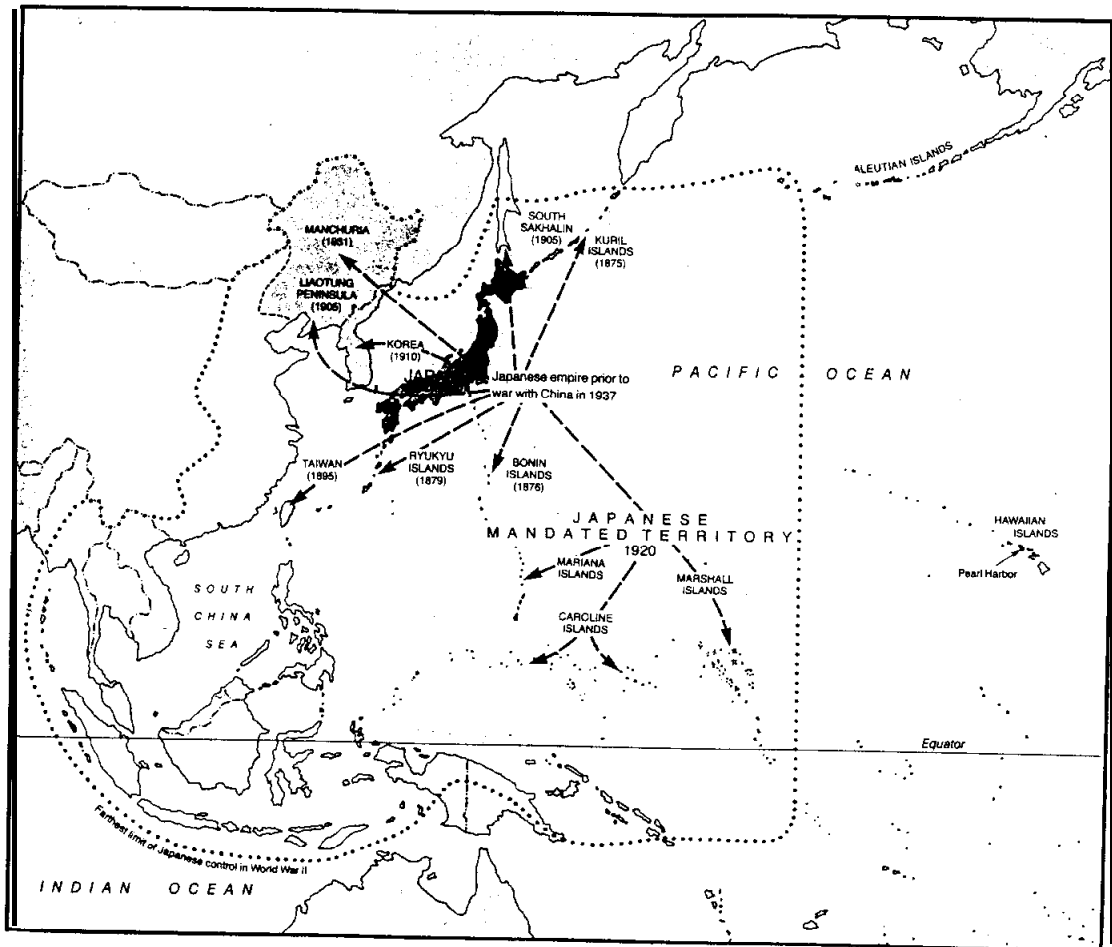 ALEUTIAN ISLANDS
SOUTH
SAKHALIN
(1905)
KURIL
ISLANDS
(1875)
MANCHURIA
(1931)
LIAOTUNG
PENINSULA
(1905)
KOREA
(1910)
Japanese empire prior to
war with China in 1937
PACIFIC OCEAN
TAIWAN
(1895)
RYUKYU
ISLANDS
(1879)
BONIN
ISLANDS
(1876)
JAPANESE
MANDATED TERRITORY
1920
HAWAIIAN
ISLANDS
Pearl Harbor
MARIANA
ISLANDS
MARSHALL
ISLANDS
CAROLINE
ISLANDS
SOUTH
CHINA
SEA
Equator
Farthest limit of Japanese control in World War II
INDIAN OCEAN